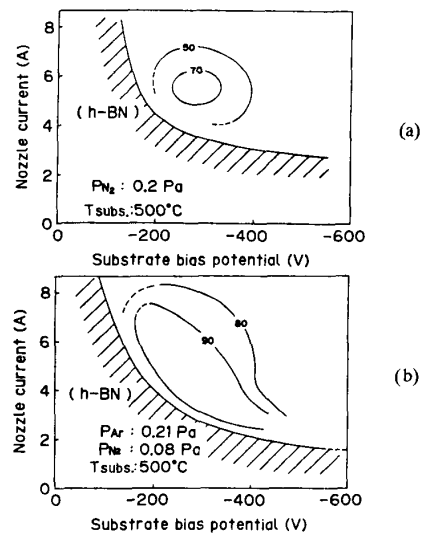 8
6
4
2
0
Nozzle current (A)
50
70
(h-BN)
PN2 : 0.2 Pa
Tsubs.:500°C
0 -200 -400 -600
Substrate bias potential (V)
(a)
8
6
4
2
0
Nozzle current (A)
80
90
(h-BN)
PAr : 0.21 Pa
PN2 : 0.08 Pa
Tsubs.:500°C
0 -200 -400 -600
Substrate bias potential (V)
(b)